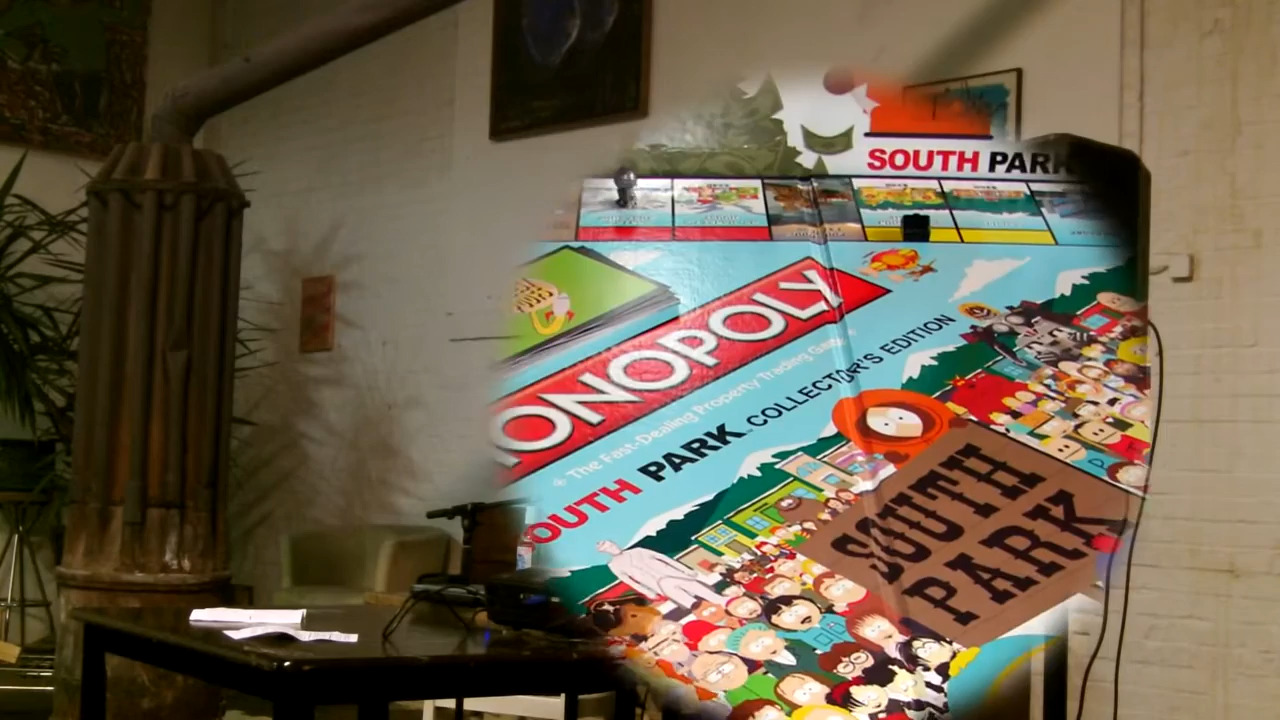 SOUTH PARK
ONOPOLY
The Fast-Dealing Property Trading Game
SOUTH PARK COLLECTOR'S EDITION
SOUTH
PARK